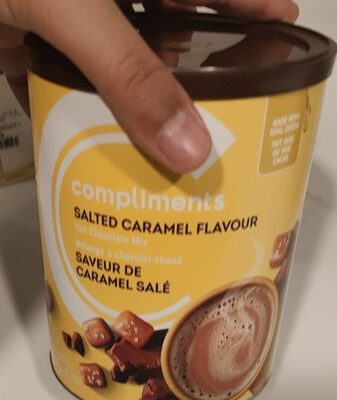 MADE WITH
REAL COCOA
FAIT AVEC
DU VRAI
CACAO
compliments
SALTED CARAMEL FLAVOUR
Hot Chocolate Mix
Mélange à chocolat chaud
SAVEUR DE
CARAMEL SALÉ